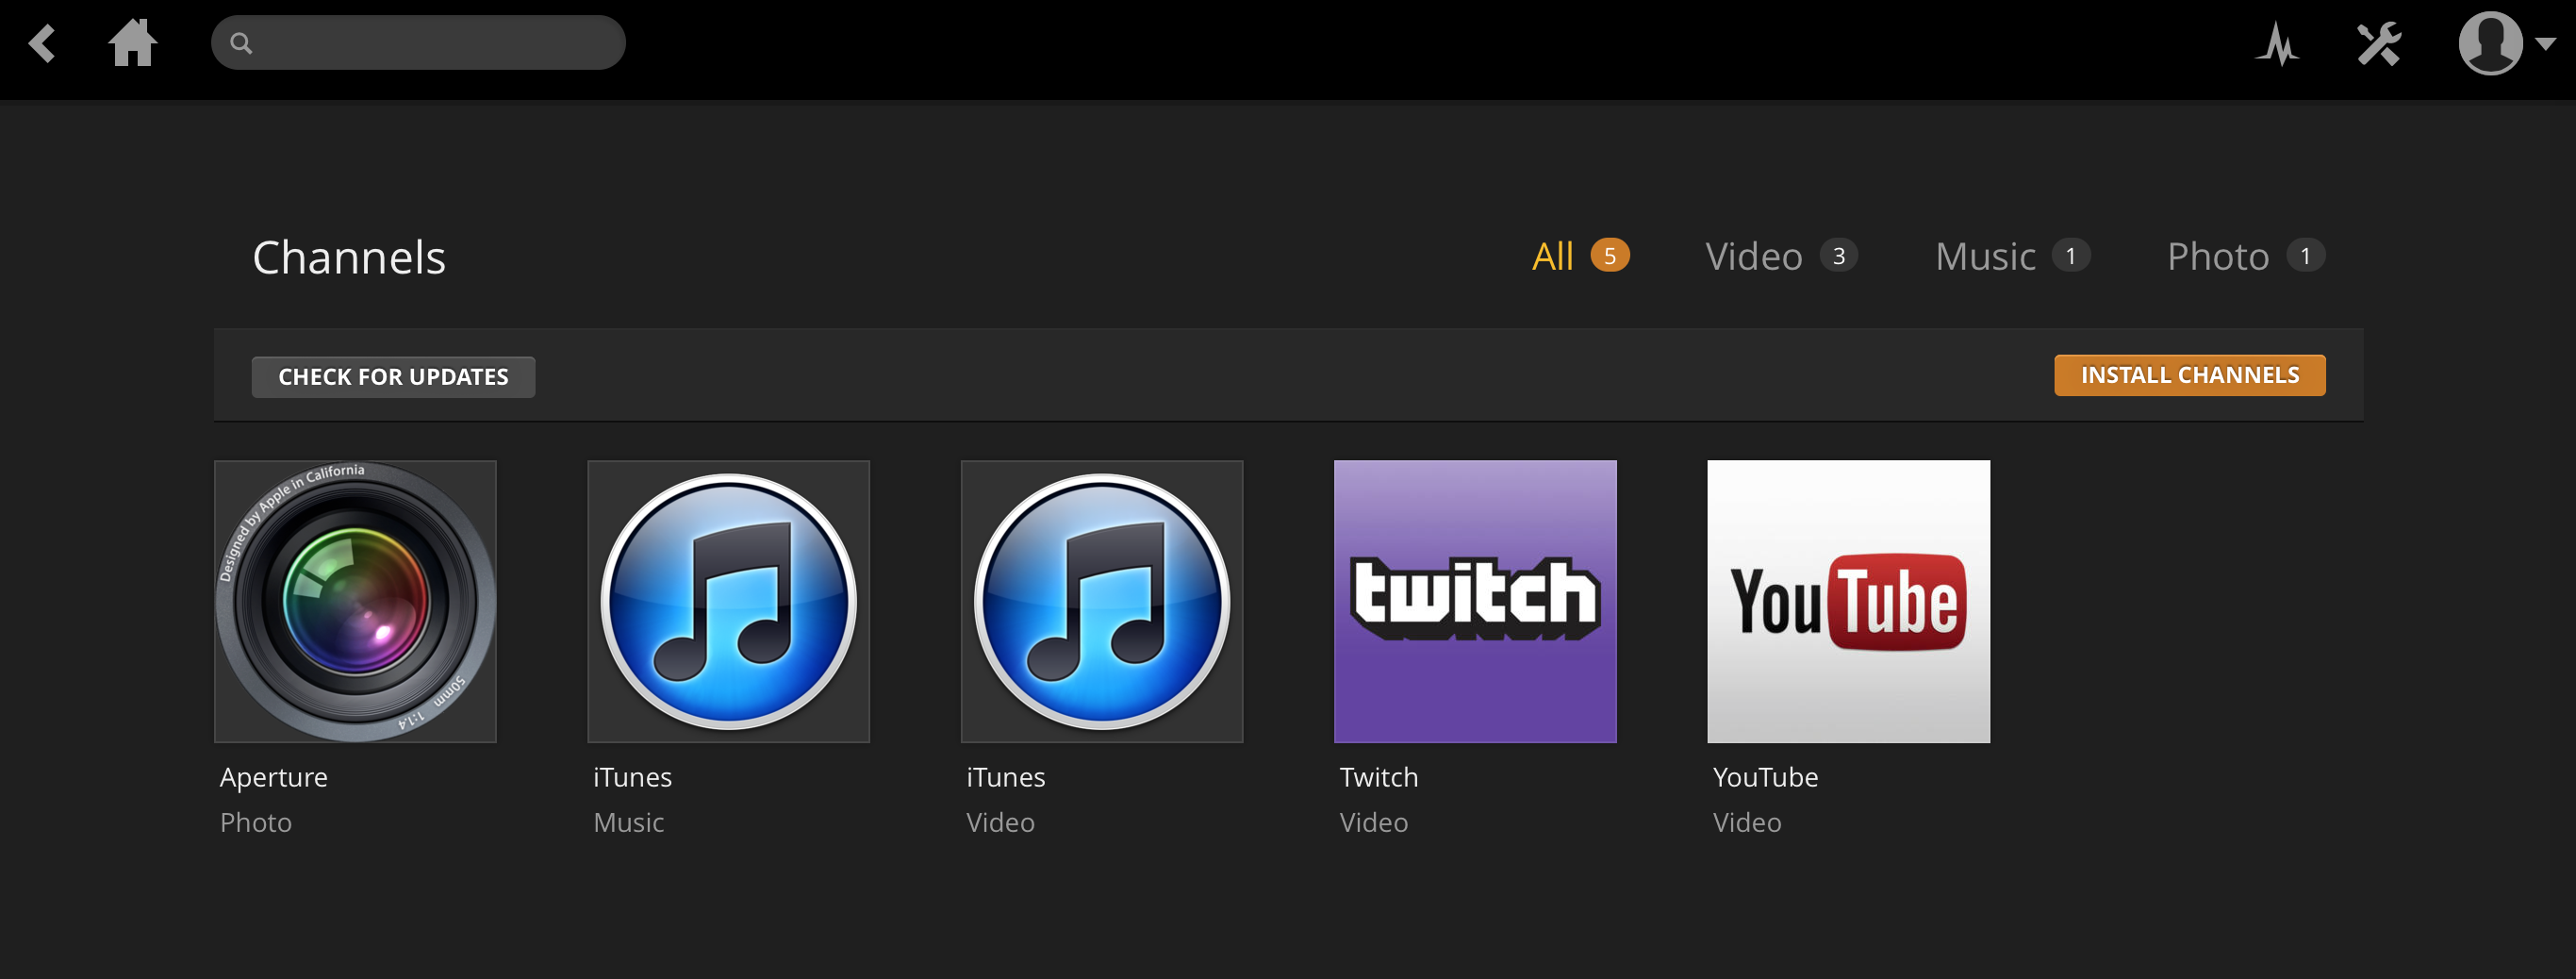 Channels
All 5 Video 3 Music 1 Photo 1
CHECK FOR UPDATES
INSTALL CHANNELS
Designed by Apple in California
50mm 1:1.4
twitch
YouTube
Aperture
Photo
iTunes
Music
iTunes
Video
Twitch
Video
YouTube
Video